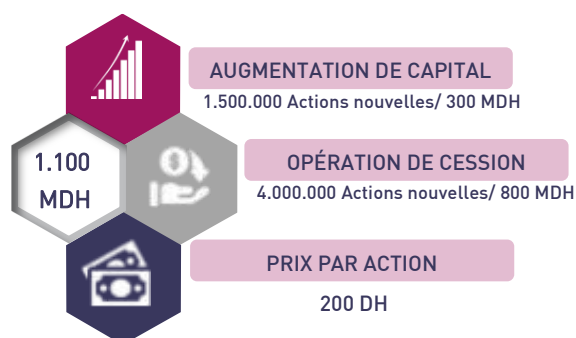 AUGMENTATION DE CAPITAL
1.500.000 Actions nouvelles/ 300 MDH
1.100
MDH
OPÉRATION DE CESSION
4.000.000 Actions nouvelles/ 800 MDH
PRIX PAR ACTION
200 DH